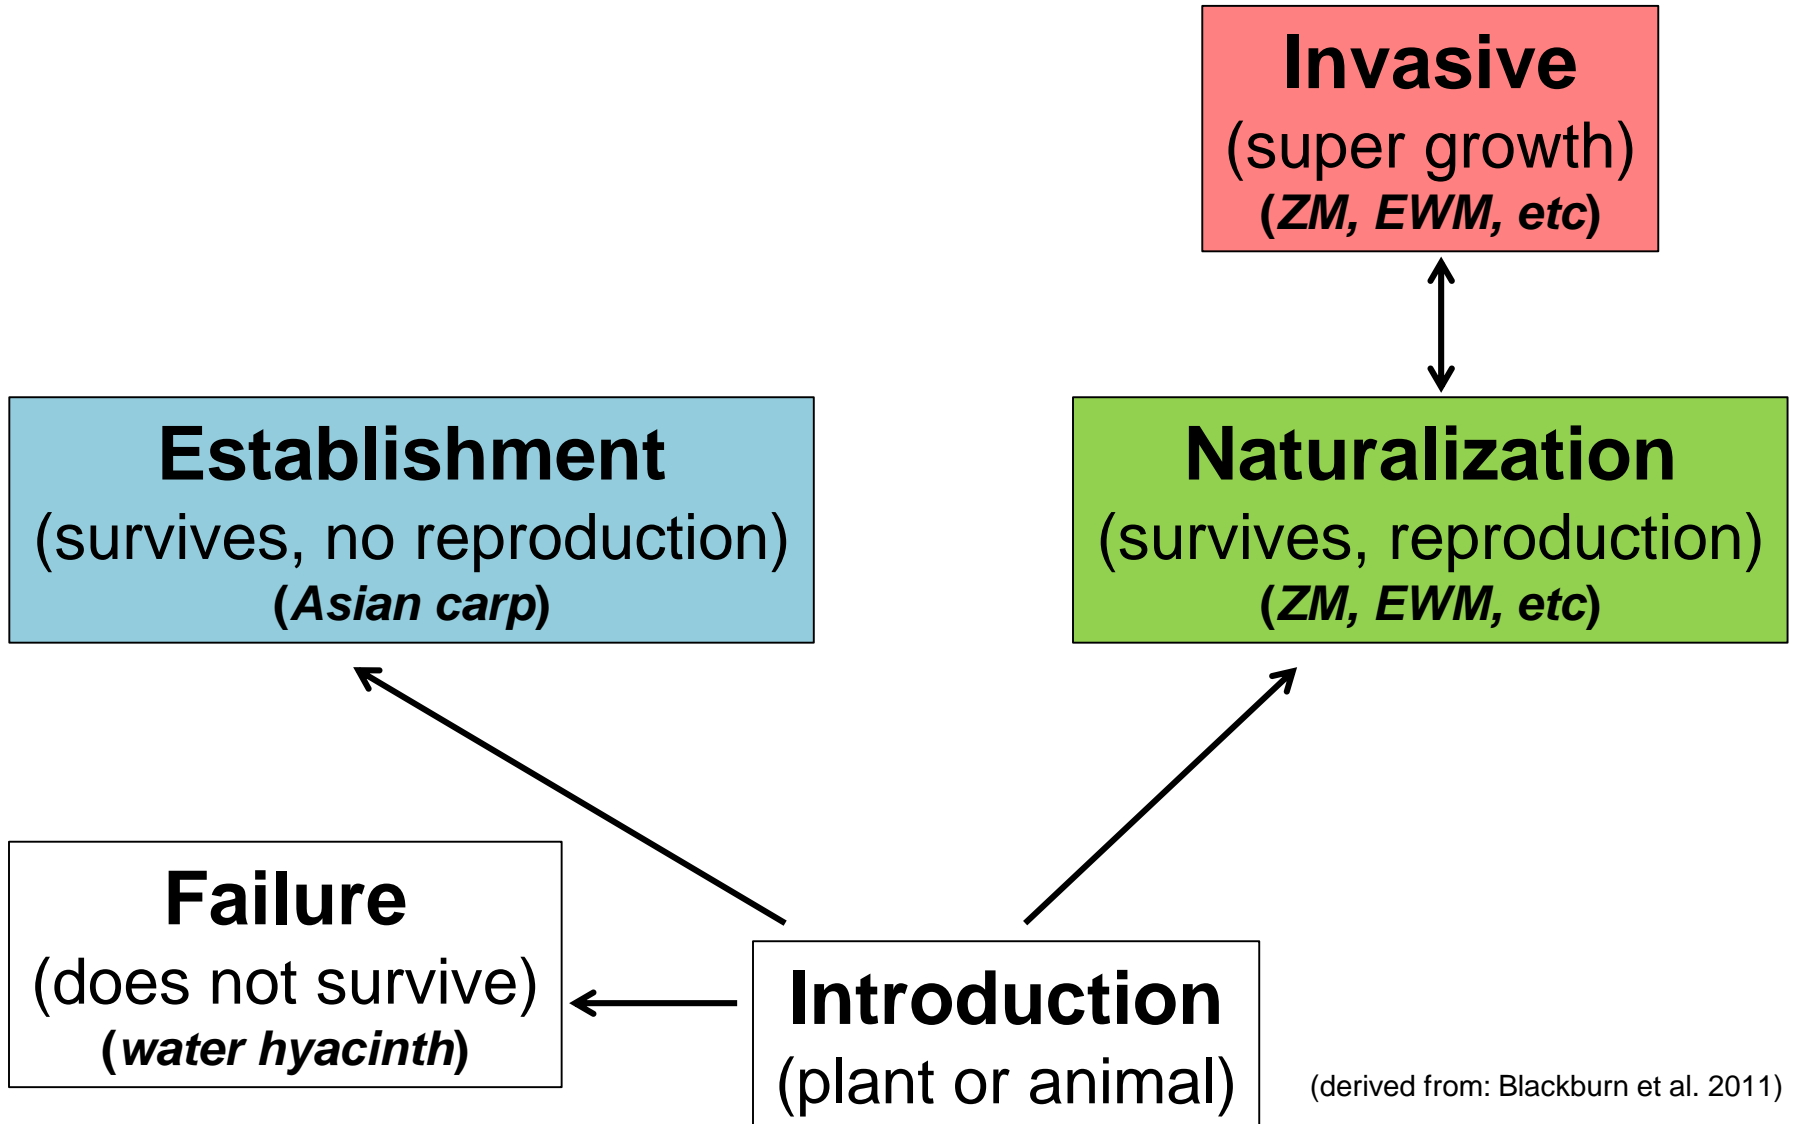 Invasive
(super growth)
(ZM, EWM, etc)
Establishment
(survives, no reproduction)
(Asian carp)
Naturalization
(survives, reproduction)
(ZM, EWM, etc)
Failure
(does not survive)
(water hyacinth)
Introduction
(plant or animal)
(derived from: Blackburn et al. 2011)